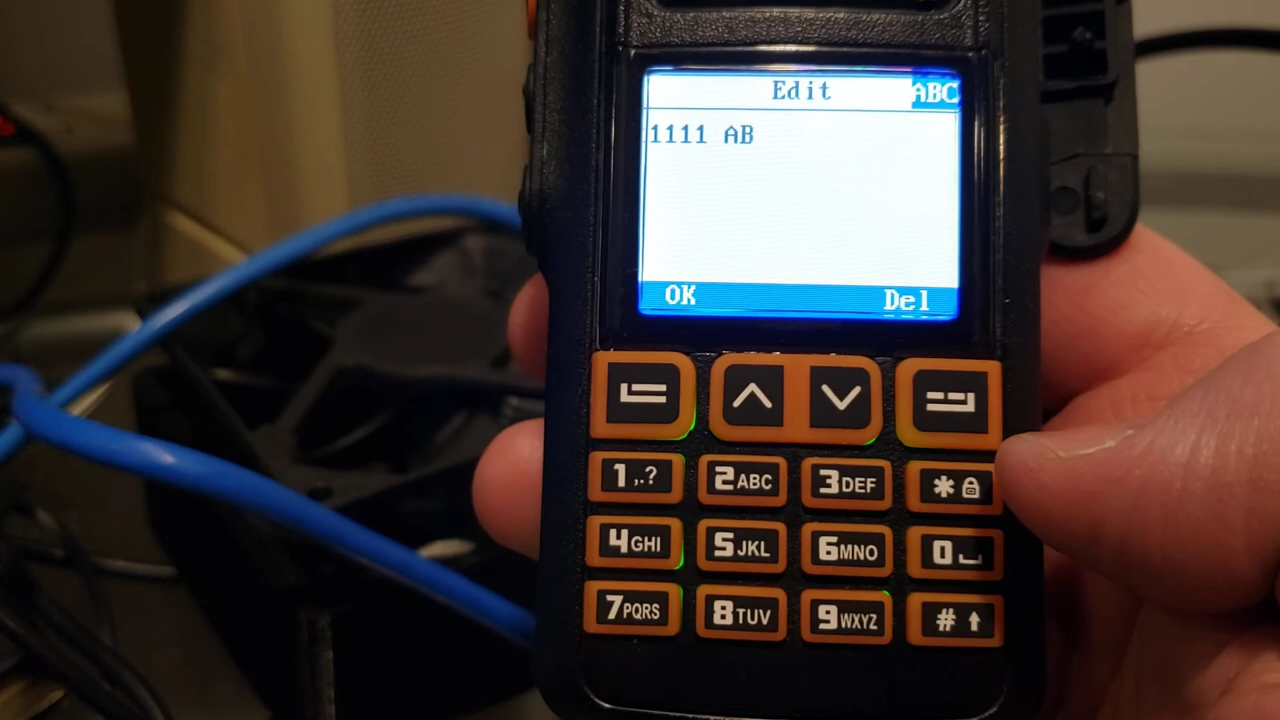 Edit ABC
1111 AB
OK Del
1,.? 2ABC 3DEF *
4GHI 5JKL 6MNO 0
7PQRS 8TUV 9WXYZ #